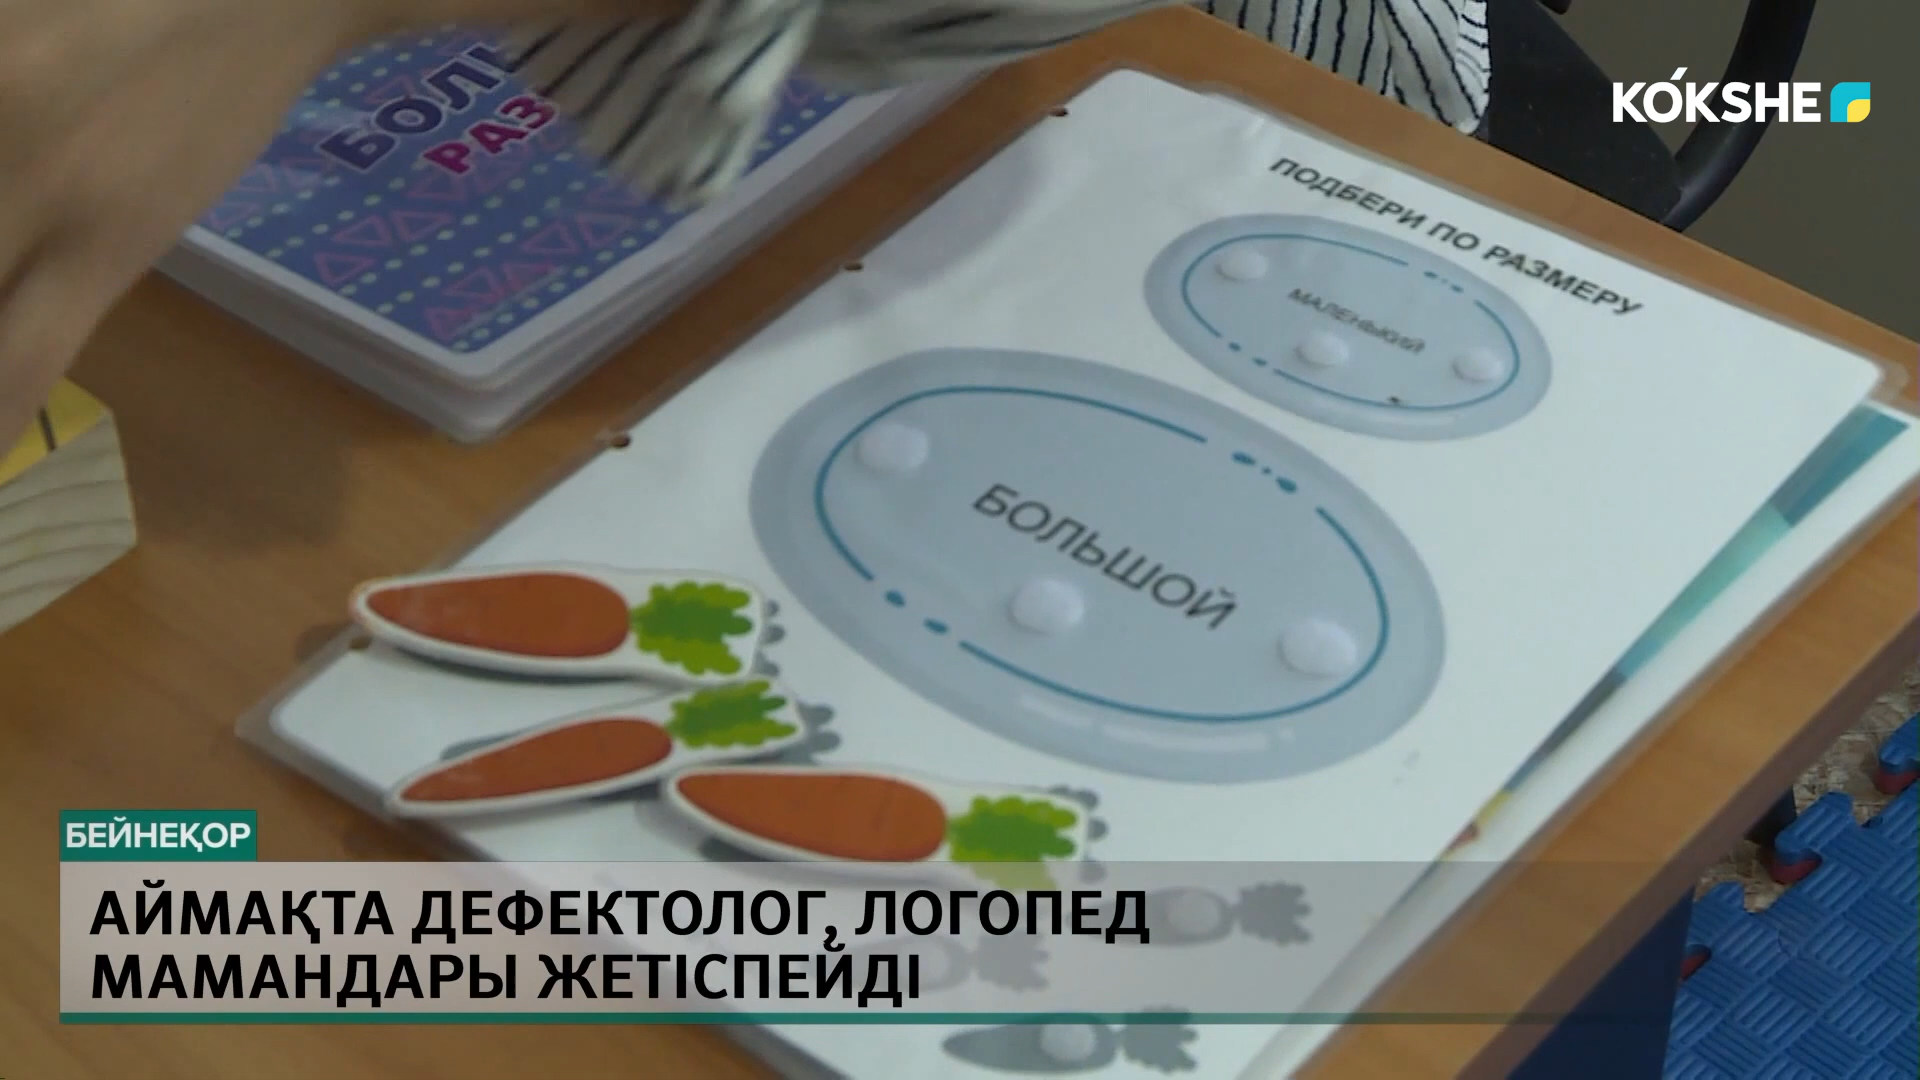 KÓKSHE
ПОДБЕРИ ПО РАЗМЕРУ
МАЛЕНЬКИЙ
БОЛЬШОЙ
БЕЙНЕҚОР
АЙМАҚТА ДЕФЕКТОЛОГ, ЛОГОПЕД
МАМАНДАРЫ ЖЕТІСПЕЙДІ